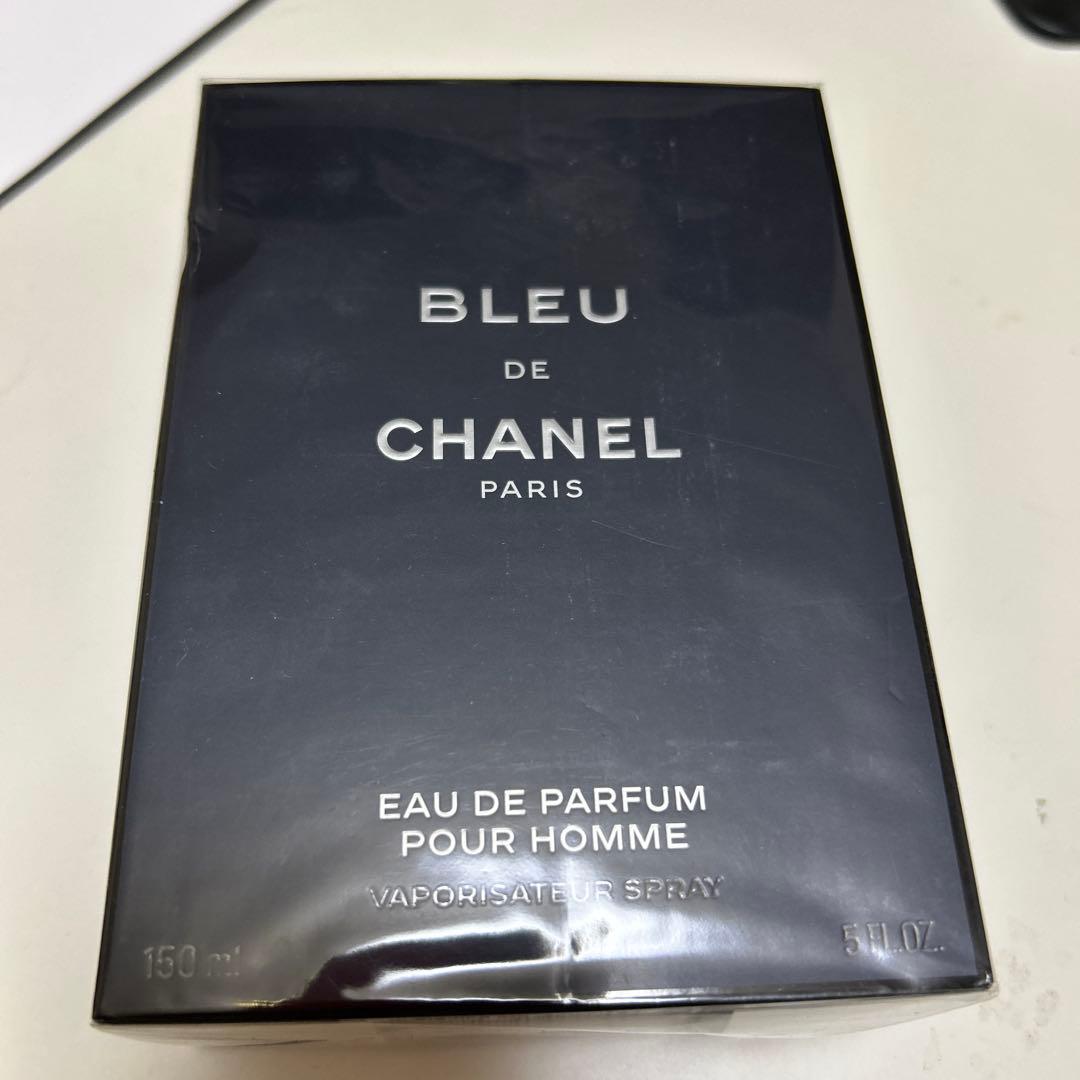 BLEU
DE
CHANEL
PARIS
EAU DE PARFUM
POUR HOMME
VAPORISATEUR SPRAY
150 ml
5 FL.OZ.